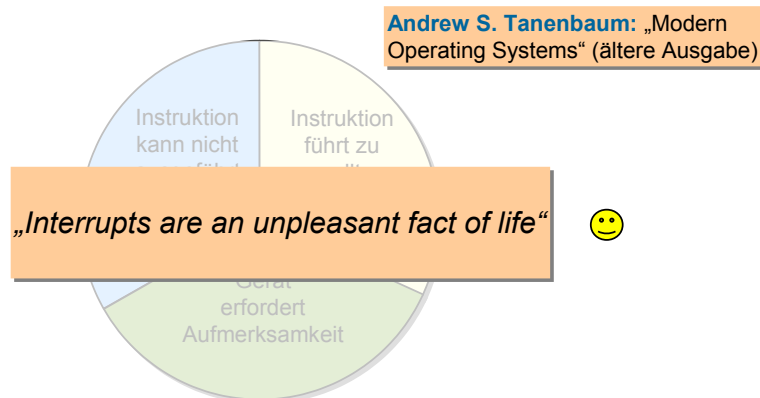 Andrew S. Tanenbaum: „Modern
Operating Systems“ (ältere Ausgabe)
Instruktion
kann nicht
Instruktion
führt zu
„Interrupts are an unpleasant fact of life“
Gerät
erfordert
Aufmerksamkeit